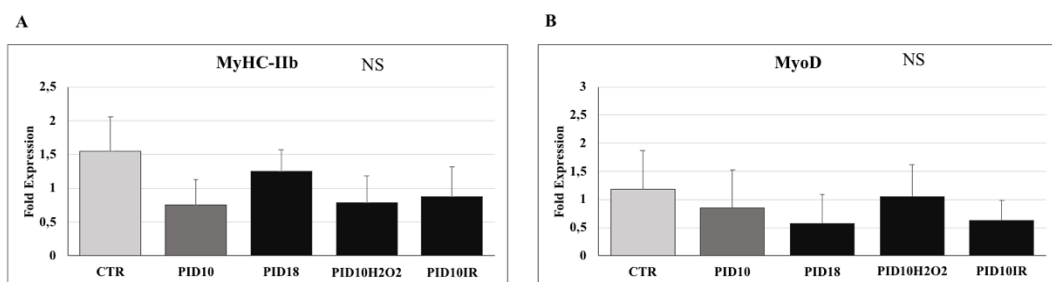 A
MyHC-IIb NS
Fold Expression
2,5
2
1,5
1
0,5
0
CTR PID10 PID18 PID10H2O2 PID10IR
B
MyoD NS
Fold Expression
3
2,5
2
1,5
1
0,5
0
CTR PID10 PID18 PID10H2O2 PID10IR